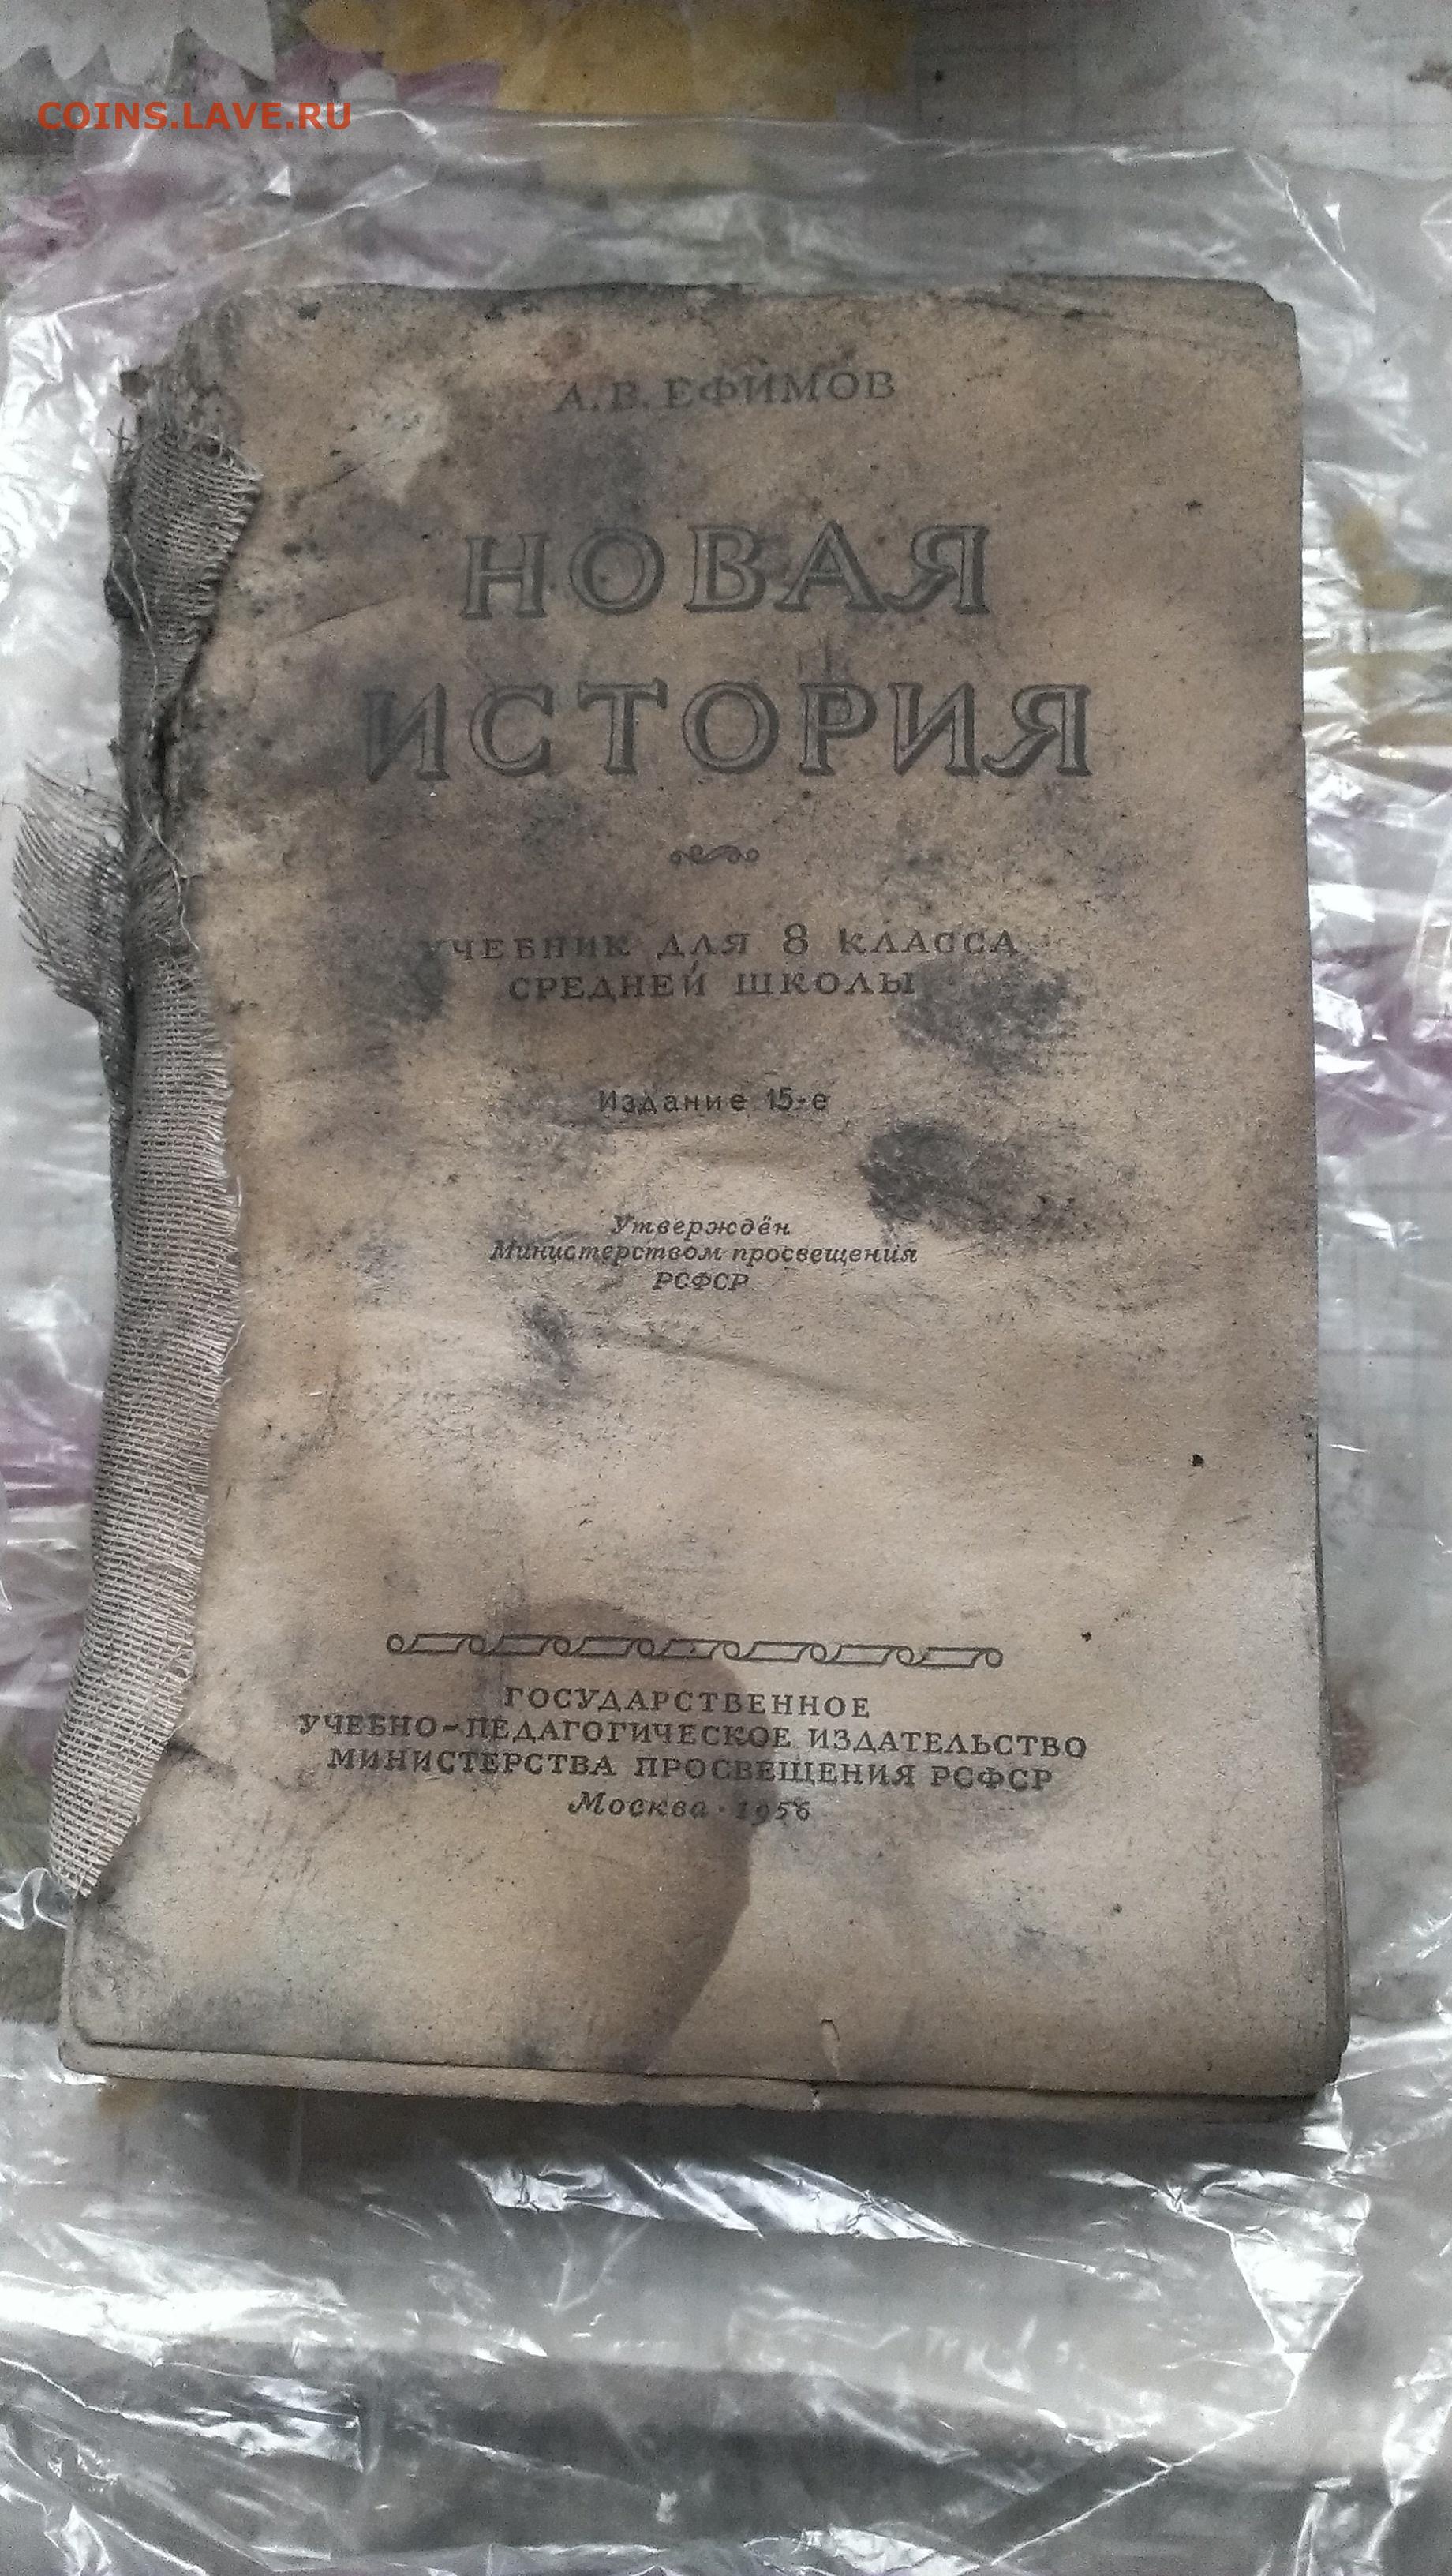 COINS.LAVE.RU
А. В. ЕФИМОВ
НОВАЯ
ИСТОРИЯ
УЧЕБНИК ДЛЯ 8 КЛАССА
СРЕДНЕЙ ШКОЛЫ
Издание 15-е
Утверждён
Министерством просвещения
РСФСР
ГОСУДАРСТВЕННОЕ
УЧЕБНО-ПЕДАГОГИЧЕСКОЕ ИЗДАТЕЛЬСТВО
МИНИСТЕРСТВА ПРОСВЕЩЕНИЯ РСФСР
Москва · 1956